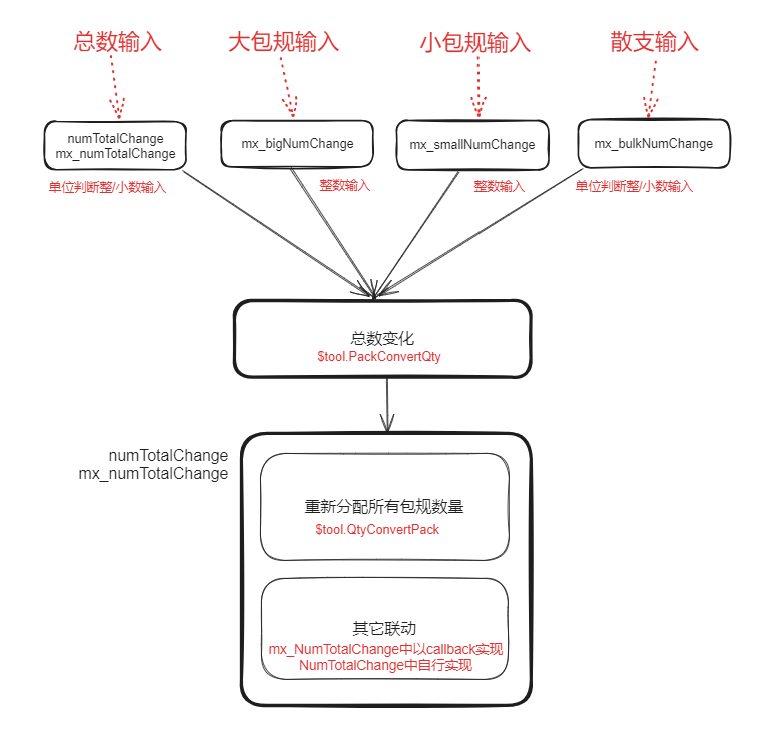 总数输入
大包规输入
小包规输入
散支输入
numTotalChange
mx_numTotalChange
mx_bigNumChange
mx_smallNumChange
mx_bulkNumChange
单位判断整/小数输入
整数输入
整数输入
单位判断整/小数输入
总数变化
$tool.PackConvertQty
numTotalChange
mx_numTotalChange
重新分配所有包规数量
$tool.QtyConvertPack
其它联动
mx_NumTotalChange中以callback实现
NumTotalChange中自行实现